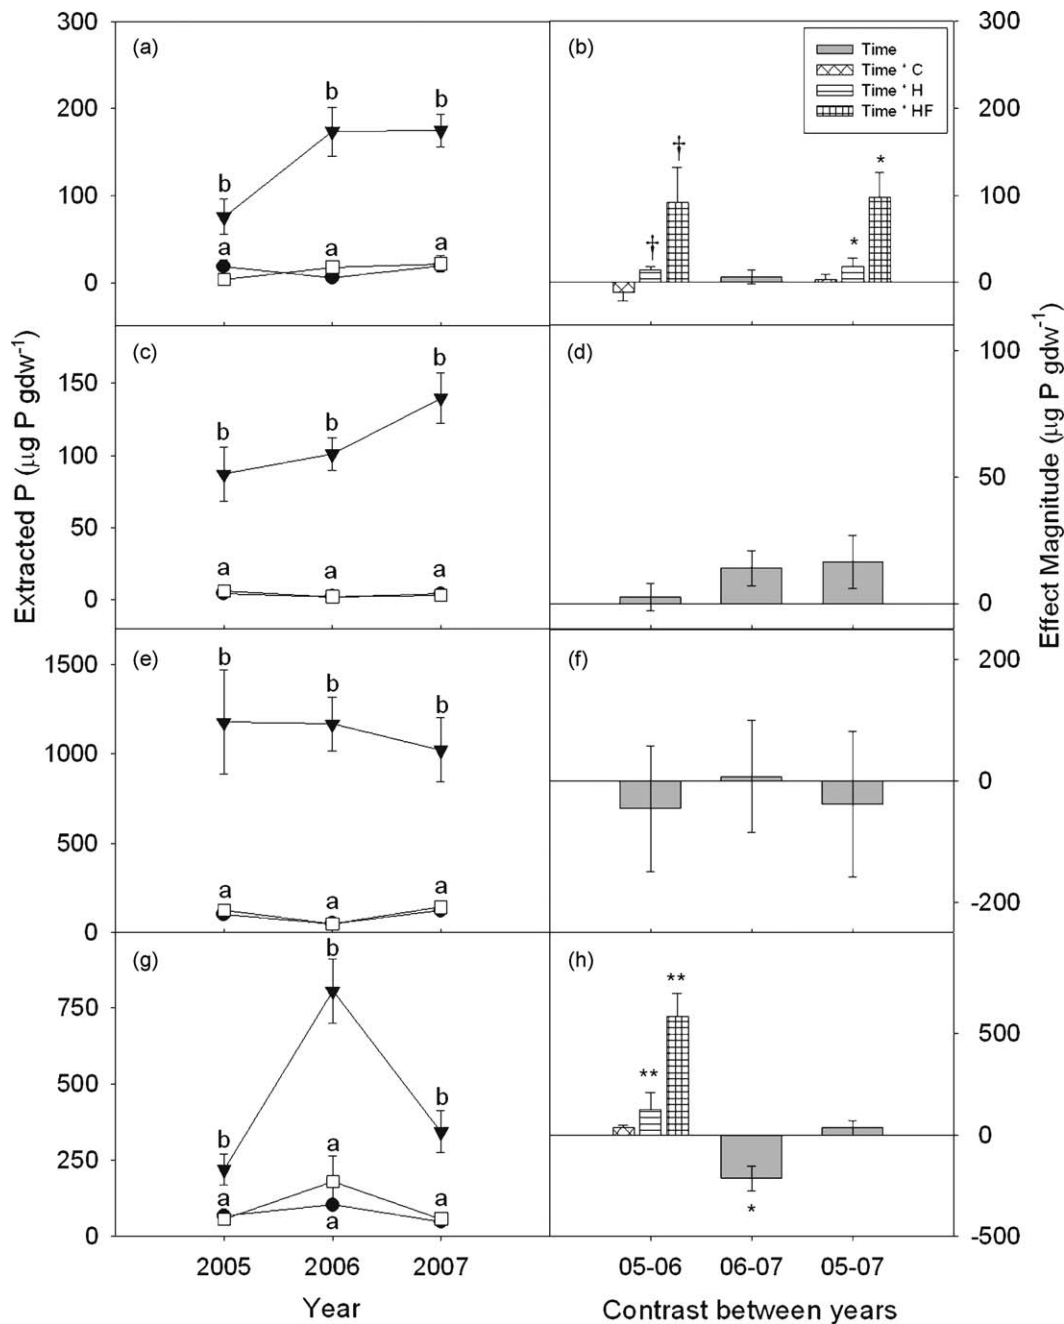 300
(a)
(b)
300
Time
Time * C
Time * H
Time * HF
200
b
b
200
b
†
*
100
100
a
a
a
†
*
0
0
(c)
(d)
100
b
150
b
b
100
50
50
a
a
a
0
0
(e)
(f)
1500
b
b
b
200
1000
0
500
a
a
a
0
-200
(g)
b
(h)
**
750
500
**
500
b
b
a
0
250
a
a
a
*
0
-500
2005
2006
2007
05-06
06-07
05-07
Year
Contrast between years
Extracted P (μg P gdw⁻¹)
Effect Magnitude (μg P gdw⁻¹)